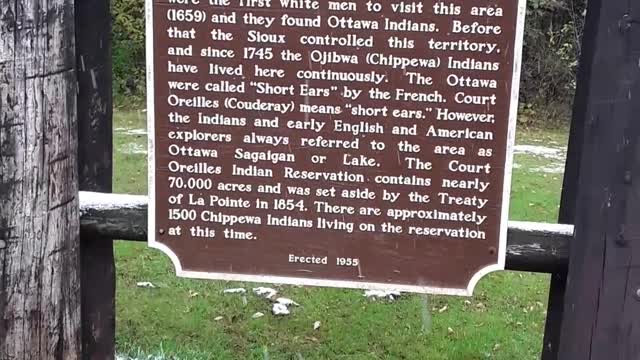 were the first white men to visit this area
(1659) and they found Ottawa Indians. Before
that the Sioux controlled this territory,
and since 1745 the Ojibwa (Chippewa) Indians
have lived here continuously. The Ottawa
were called "Short Ears" by the French. Court
Oreilles (Couderay) means "short ears." However,
the Indians and early English and American
explorers always referred to the area as
Ottawa Sagaigan or Lake. The Court
Oreilles Indian Reservation contains nearly
70,000 acres and was set aside by the Treaty
of La Pointe in 1854. There are approximately
1500 Chippewa Indians living on the reservation
at this time.
Erected 1955